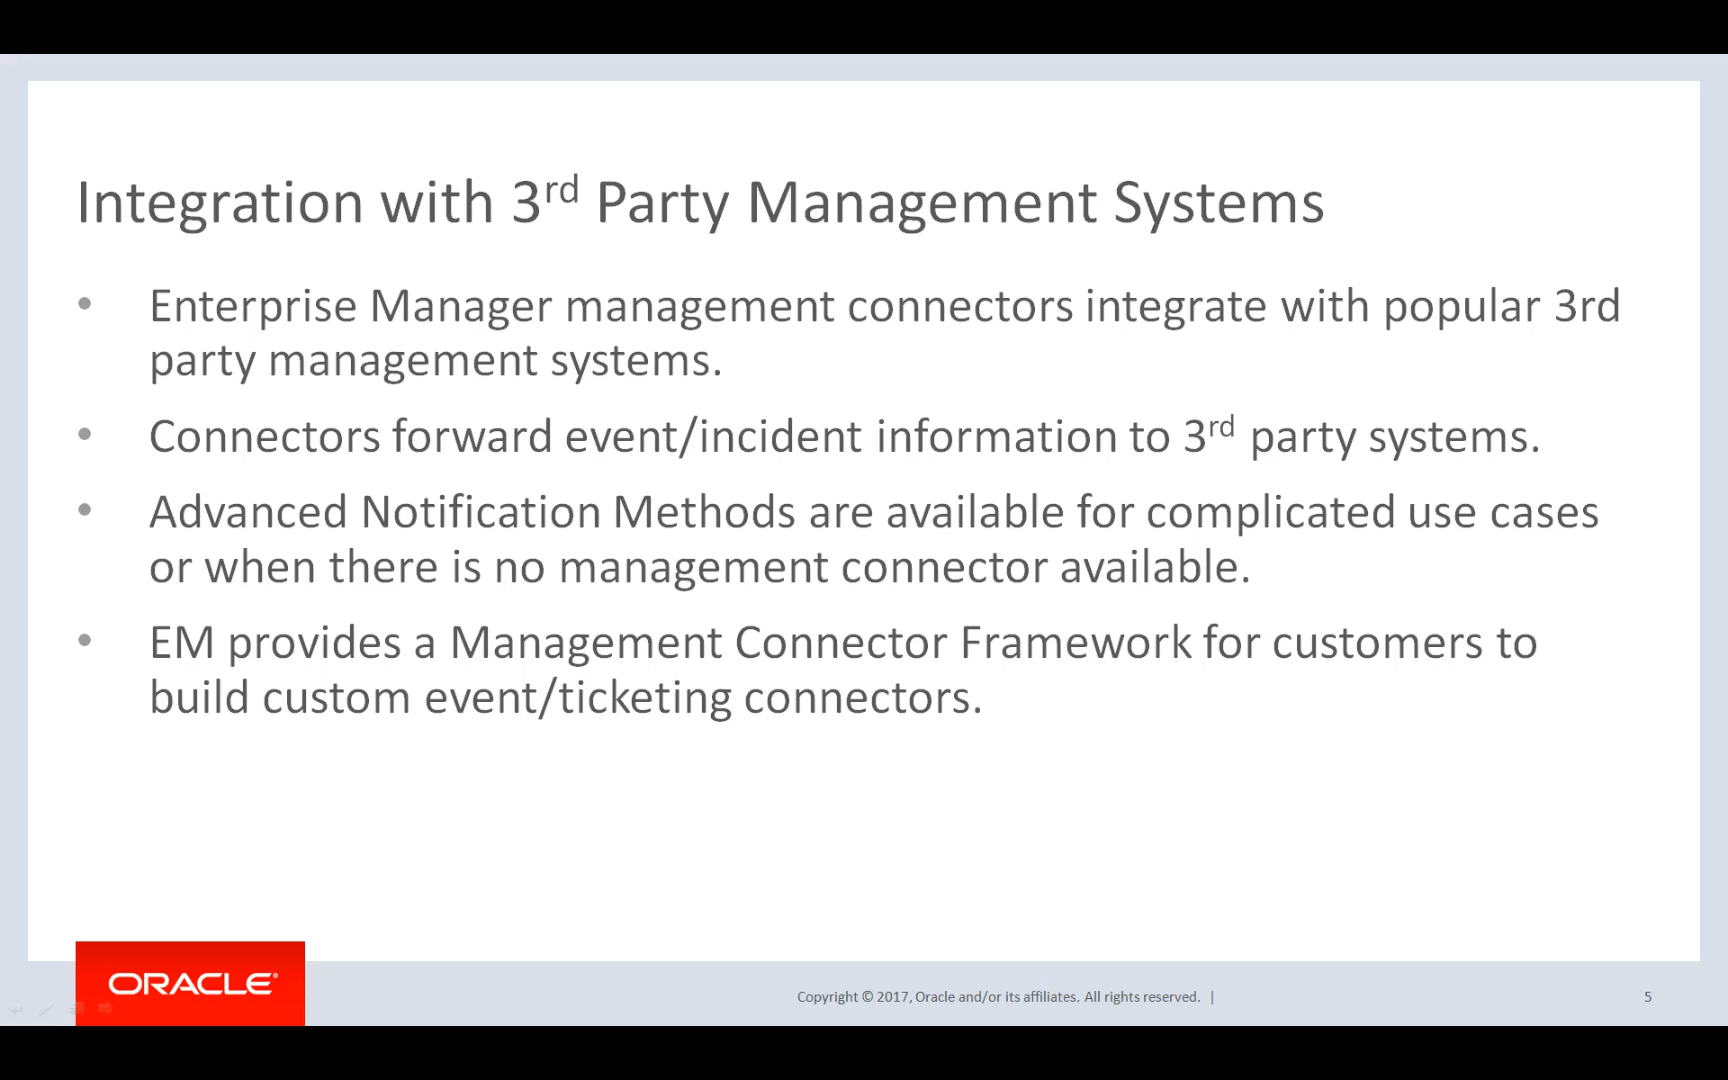 Integration with 3rd Party Management Systems
• Enterprise Manager management connectors integrate with popular 3rd
party management systems.
• Connectors forward event/incident information to 3rd party systems.
• Advanced Notification Methods are available for complicated use cases
or when there is no management connector available.
• EM provides a Management Connector Framework for customers to
build custom event/ticketing connectors.
ORACLE®
Copyright © 2017, Oracle and/or its affiliates. All rights reserved. |
5